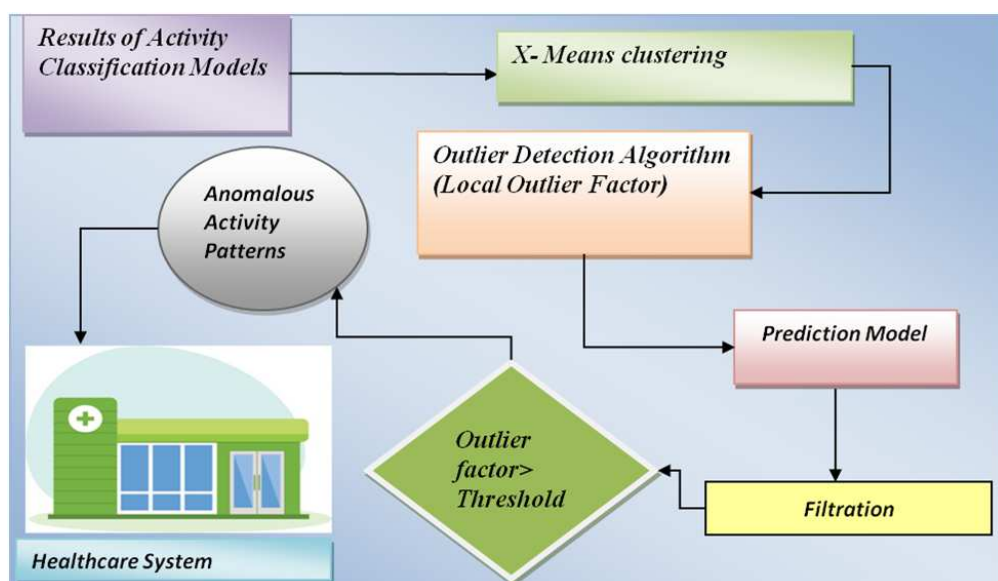 Results of Activity
Classification Models
X- Means clustering
Outlier Detection Algorithm
(Local Outlier Factor)
Anomalous
Activity
Patterns
Prediction Model
Outlier
factor>
Threshold
Filtration
Healthcare System